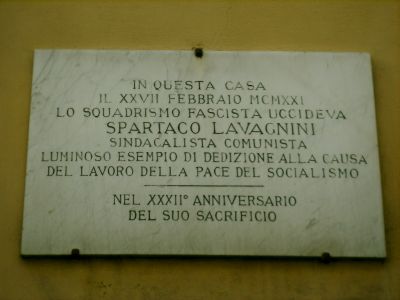 IN QUESTA CASA
IL XXVII FEBBRAIO MCMXXI
LO SQUADRISMO FASCISTA UCCIDEVA
SPARTACO LAVAGNINI
SINDACALISTA COMUNISTA
LUMINOSO ESEMPIO DI DEDIZIONE ALLA CAUSA
DEL LAVORO DELLA PACE DEL SOCIALISMO
NEL XXXII° ANNIVERSARIO
DEL SUO SACRIFICIO